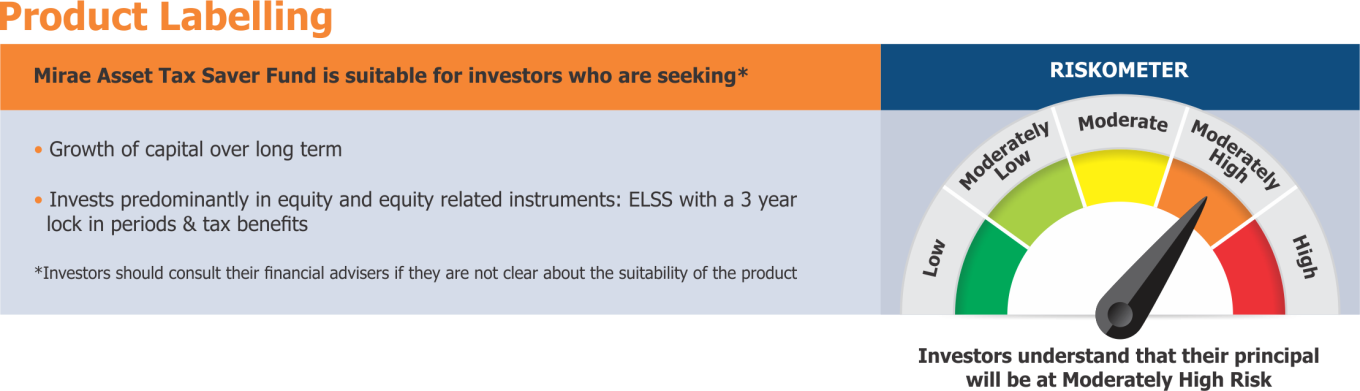 Product Labelling
Mirae Asset Tax Saver Fund is suitable for investors who are seeking*
• Growth of capital over long term
• Invests predominantly in equity and equity related instruments: ELSS with a 3 year
lock in periods & tax benefits
*Investors should consult their financial advisers if they are not clear about the suitability of the product
RISKOMETER
Low
Moderately
Low
Moderate
Moderately
High
High
Investors understand that their principal
will be at Moderately High Risk